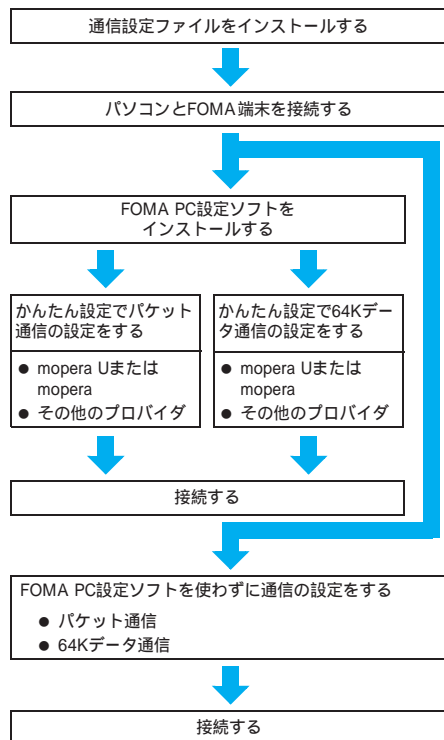 通信設定ファイルをインストールする
パソコンとFOMA端末を接続する
FOMA PC設定ソフトを
インストールする
かんたん設定でパケット
通信の設定をする
● mopera Uまたは
mopera
● その他のプロバイダ
かんたん設定で64Kデー
タ通信の設定をする
● mopera Uまたは
mopera
● その他のプロバイダ
接続する
FOMA PC設定ソフトを使わずに通信の設定をする
● パケット通信
● 64Kデータ通信
接続する